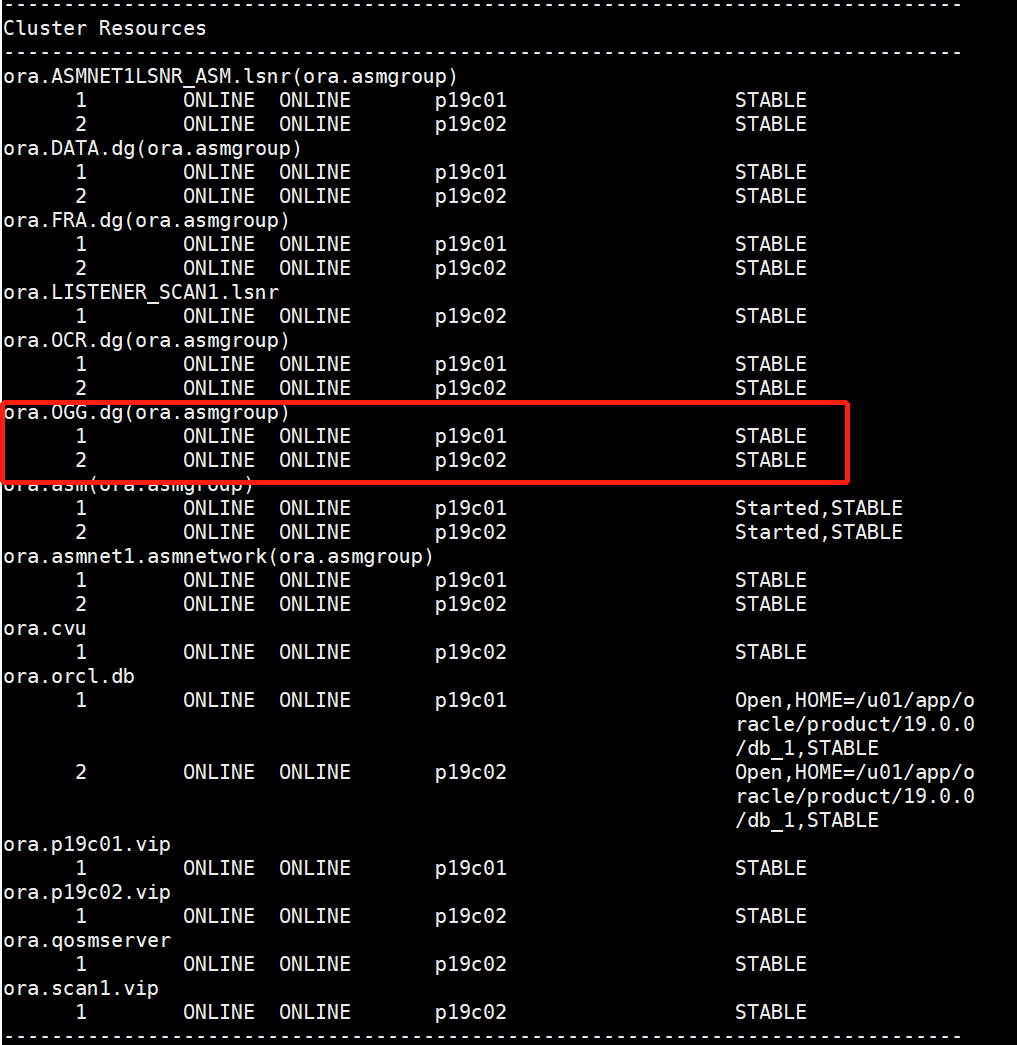 --------------------------------------------------------------------------------
Cluster Resources
--------------------------------------------------------------------------------
ora.ASMNET1LSNR_ASM.lsnr(ora.asmgroup)
      1        ONLINE  ONLINE       p19c01                   STABLE
      2        ONLINE  ONLINE       p19c02                   STABLE
ora.DATA.dg(ora.asmgroup)
      1        ONLINE  ONLINE       p19c01                   STABLE
      2        ONLINE  ONLINE       p19c02                   STABLE
ora.FRA.dg(ora.asmgroup)
      1        ONLINE  ONLINE       p19c01                   STABLE
      2        ONLINE  ONLINE       p19c02                   STABLE
ora.LISTENER_SCAN1.lsnr
      1        ONLINE  ONLINE       p19c02                   STABLE
ora.OCR.dg(ora.asmgroup)
      1        ONLINE  ONLINE       p19c01                   STABLE
      2        ONLINE  ONLINE       p19c02                   STABLE
ora.OGG.dg(ora.asmgroup)
      1        ONLINE  ONLINE       p19c01                   STABLE
      2        ONLINE  ONLINE       p19c02                   STABLE
ora.asm(ora.asmgroup)
      1        ONLINE  ONLINE       p19c01                   Started,STABLE
      2        ONLINE  ONLINE       p19c02                   Started,STABLE
ora.asmnet1.asmnetwork(ora.asmgroup)
      1        ONLINE  ONLINE       p19c01                   STABLE
      2        ONLINE  ONLINE       p19c02                   STABLE
ora.cvu
      1        ONLINE  ONLINE       p19c02                   STABLE
ora.orcl.db
      1        ONLINE  ONLINE       p19c01                   Open,HOME=/u01/app/o
                                                             racle/product/19.0.0
                                                             /db_1,STABLE
      2        ONLINE  ONLINE       p19c02                   Open,HOME=/u01/app/o
                                                             racle/product/19.0.0
                                                             /db_1,STABLE
ora.p19c01.vip
      1        ONLINE  ONLINE       p19c01                   STABLE
ora.p19c02.vip
      1        ONLINE  ONLINE       p19c02                   STABLE
ora.qosmserver
      1        ONLINE  ONLINE       p19c02                   STABLE
ora.scan1.vip
      1        ONLINE  ONLINE       p19c02                   STABLE
--------------------------------------------------------------------------------